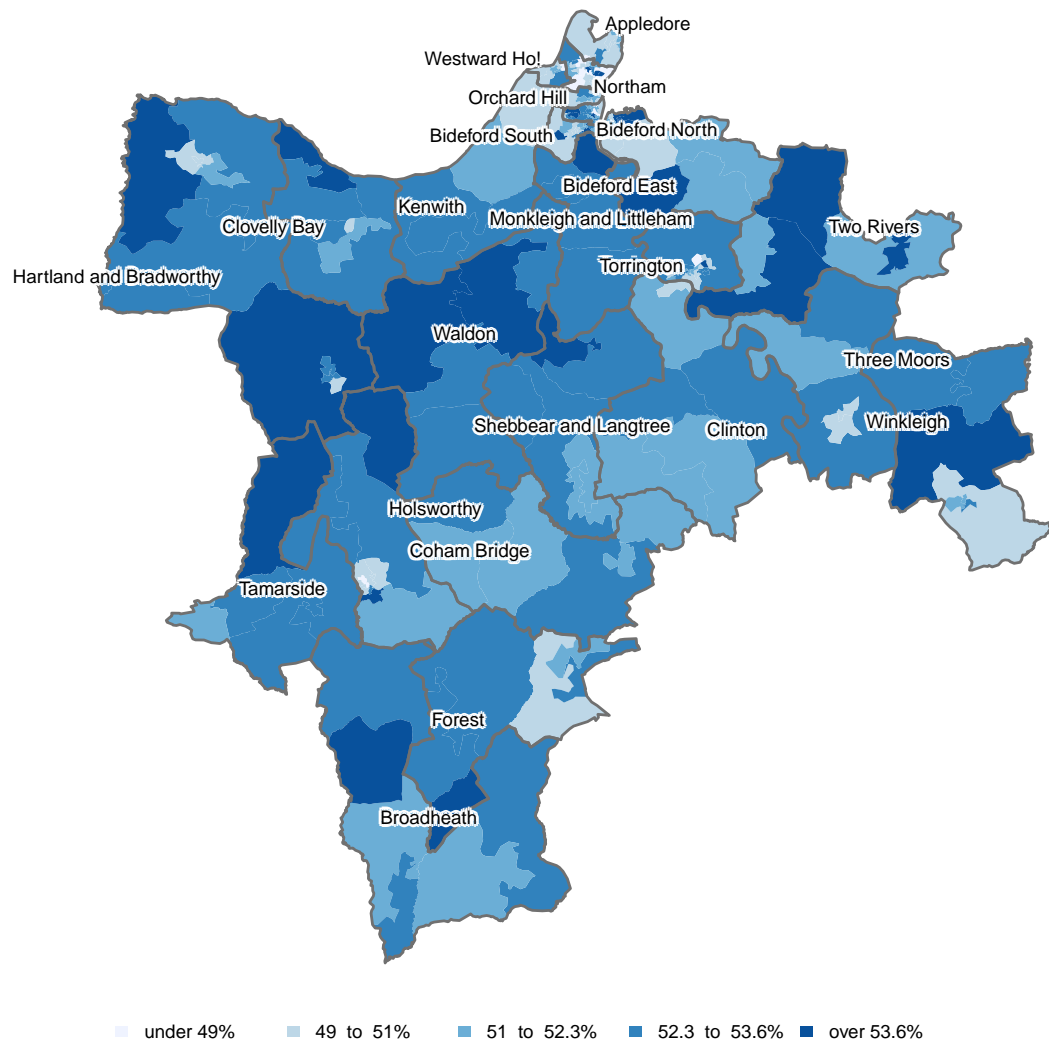 Appledore
Westward Ho!
Northam
Orchard Hill
Bideford South
Bideford North
Bideford East
Kenwith
Monkleigh and Littleham
Clovelly Bay
Two Rivers
Torrington
Hartland and Bradworthy
Waldon
Three Moors
Winkleigh
Shebbear and Langtree
Clinton
Holsworthy
Coham Bridge
Tamarside
Forest
Broadheath
under 49% 49 to 51% 51 to 52.3% 52.3 to 53.6% over 53.6%